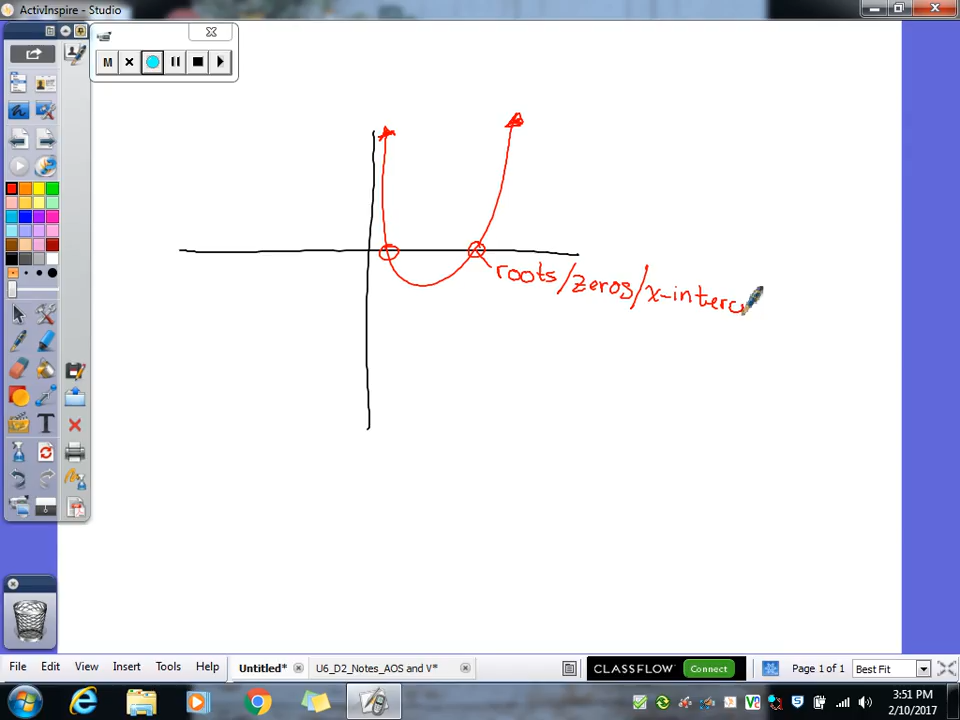 ActivInspire - Studio
M
roots/zeros/x-interc
T
File Edit View Insert Tools Help Untitled* U6_D2_Notes_AOS and V* CLASSFLOW Connect Page 1 of 1 Best Fit
3:51 PM
2/10/2017